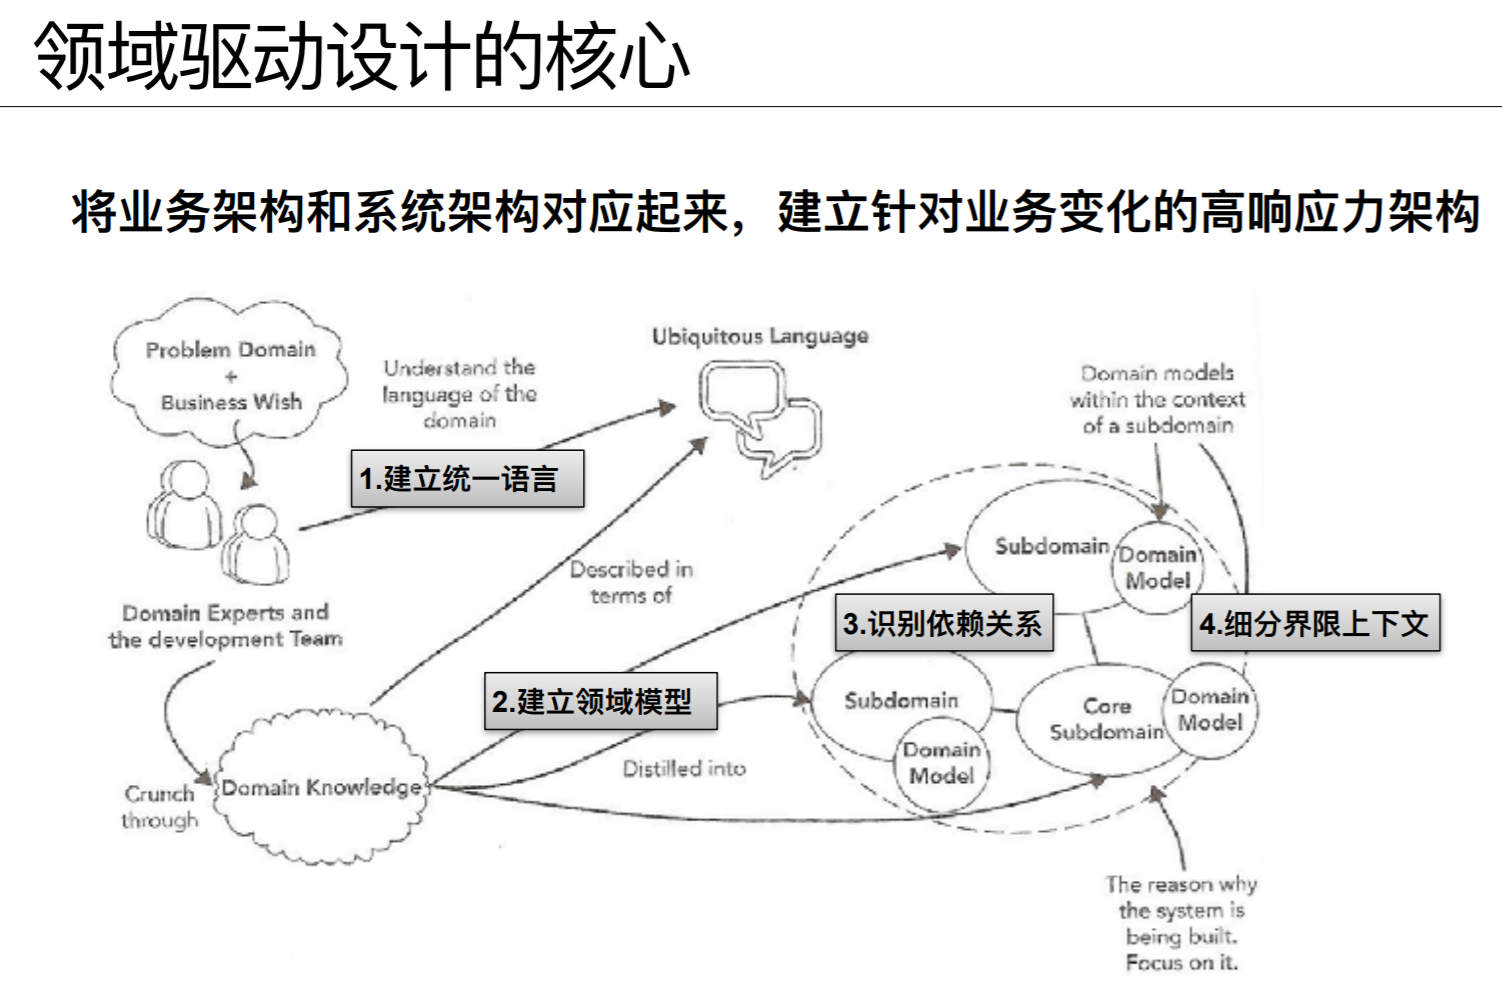 领域驱动设计的核心
将业务架构和系统架构对应起来，建立针对业务变化的高响应力架构
Problem Domain
+
Business Wish
Understand the
language of the
domain
Ubiquitous Language
Domain models
within the context
of a subdomain
1.建立统一语言
Subdomain
Domain
Model
Described in
terms of
Domain Experts and
the development Team
3.识别依赖关系
4.细分界限上下文
2.建立领域模型
Subdomain
Domain
Model
Core
Subdomain
Domain
Model
Distilled into
Crunch
through
Domain Knowledge
The reason why
the system is
being built.
Focus on it.